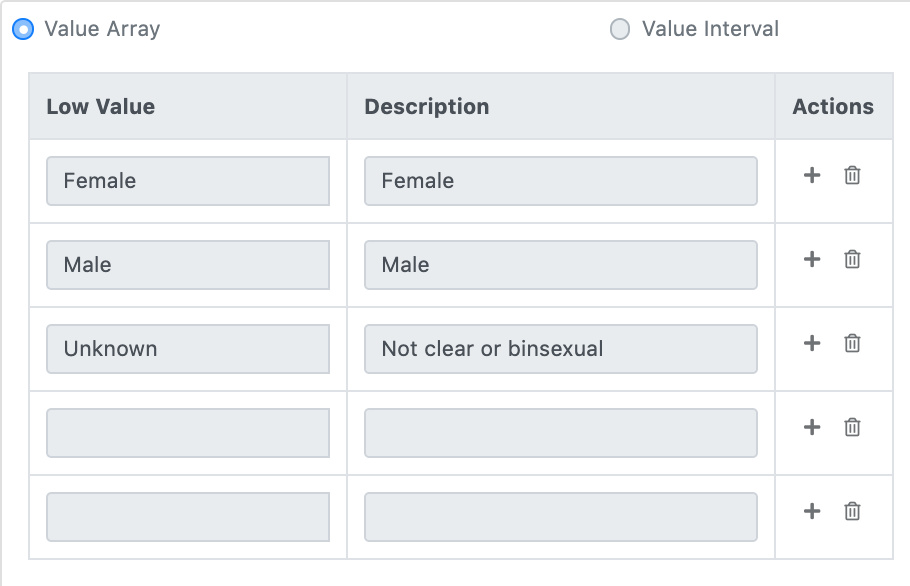 Value Array Value Interval
Low Value Description Actions
Female Female
Male Male
Unknown Not clear or binsexual